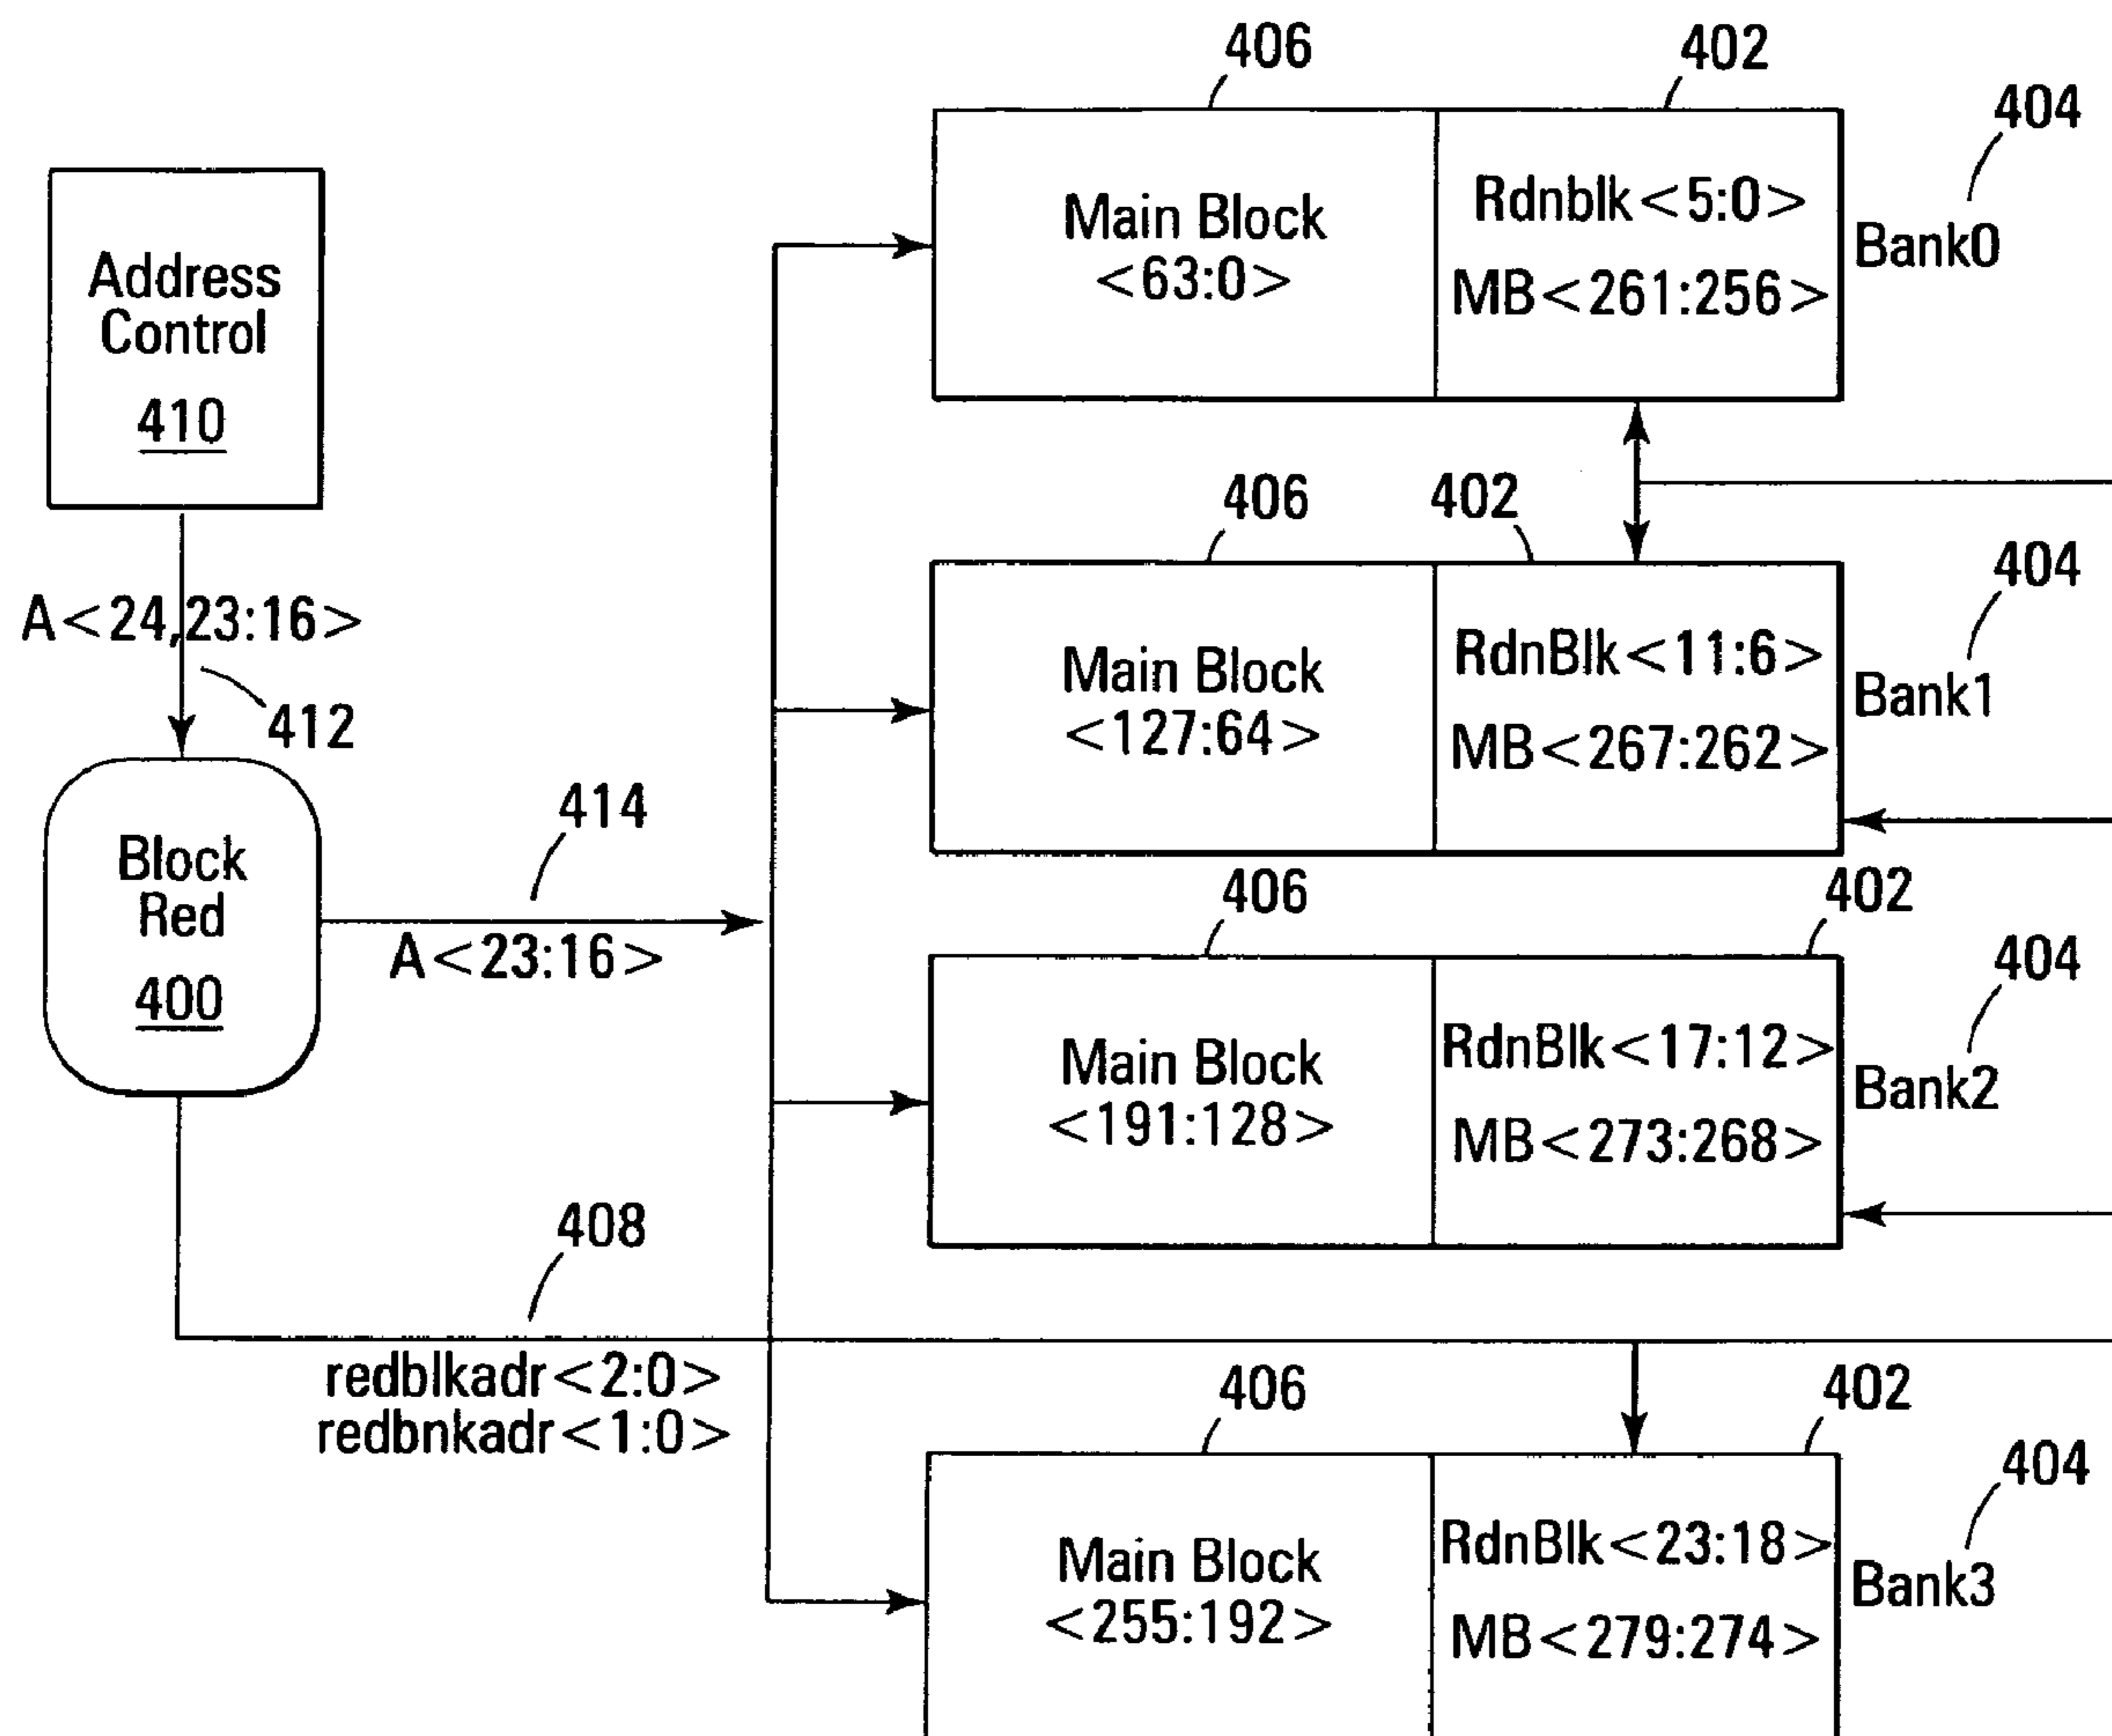 406
402
404
Address
Control
410
Main Block
<63:0>
Rdnblk<5:0>
MB<261:256>
Bank0
406
402
404
A<24,23:16>
412
Main Block
<127:64>
RdnBlk<11:6>
MB<267:262>
Bank1
Block
Red
400
414
A<23:16>
406
402
404
Main Block
<191:128>
RdnBlk<17:12>
MB<273:268>
Bank2
408
redblkadr<2:0>
redbnkadr<1:0>
406
402
404
Main Block
<255:192>
RdnBlk<23:18>
MB<279:274>
Bank3